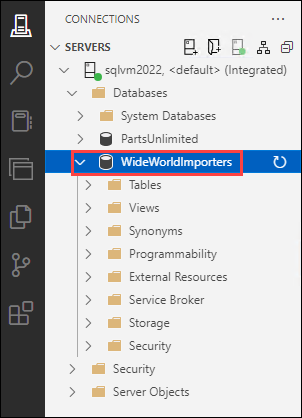 CONNECTIONS
SERVERS
sqlvm2022, <default> (Integrated)
Databases
System Databases
PartsUnlimited
WideWorldImporters
Tables
Views
Synonyms
Programmability
External Resources
Service Broker
Storage
Security
Security
Server Objects